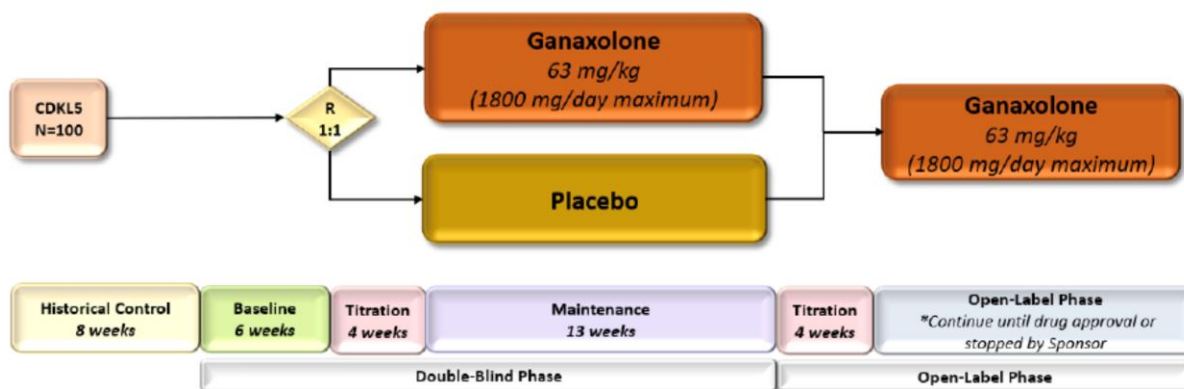 Ganaxolone
63 mg/kg
(1800 mg/day maximum)
CDKL5
N=100
R
1:1
Placebo
Ganaxolone
63 mg/kg
(1800 mg/day maximum)
Historical Control
8 weeks
Baseline
6 weeks
Titration
4 weeks
Maintenance
13 weeks
Titration
4 weeks
Open-Label Phase
*Continue until drug approval or
stopped by Sponsor
Double-Blind Phase
Open-Label Phase